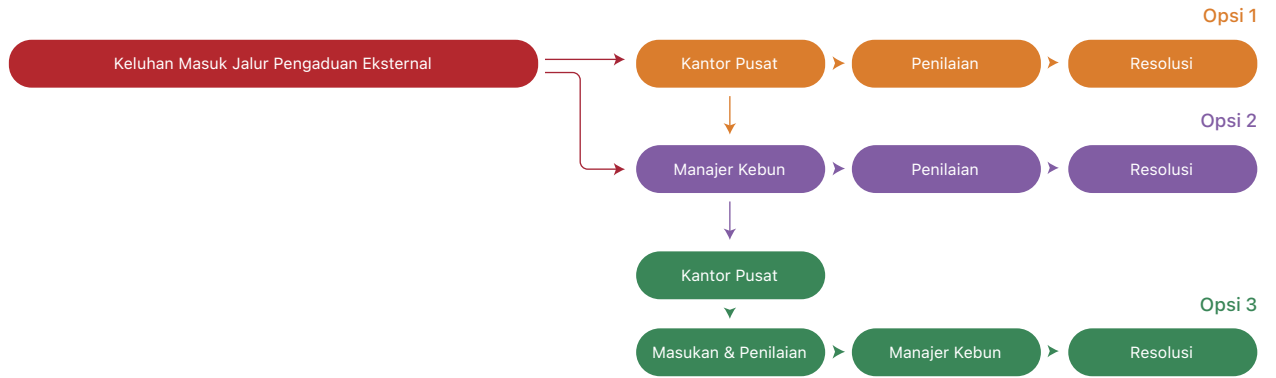 Opsi 1
Keluhan Masuk Jalur Pengaduan Eksternal
Kantor Pusat
Penilaian
Resolusi
Opsi 2
Manajer Kebun
Penilaian
Resolusi
Kantor Pusat
Opsi 3
Masukan & Penilaian
Manajer Kebun
Resolusi